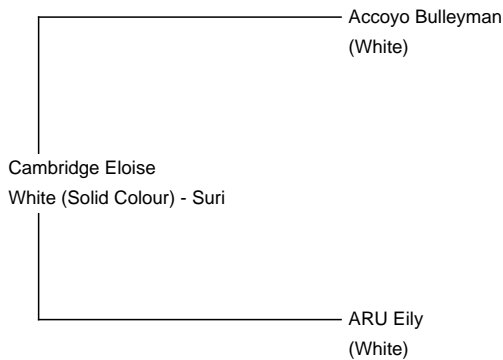 Accoyo Bulleyman
(White)
Cambridge Eloise
White (Solid Colour) - Suri
ARU Eily
(White)